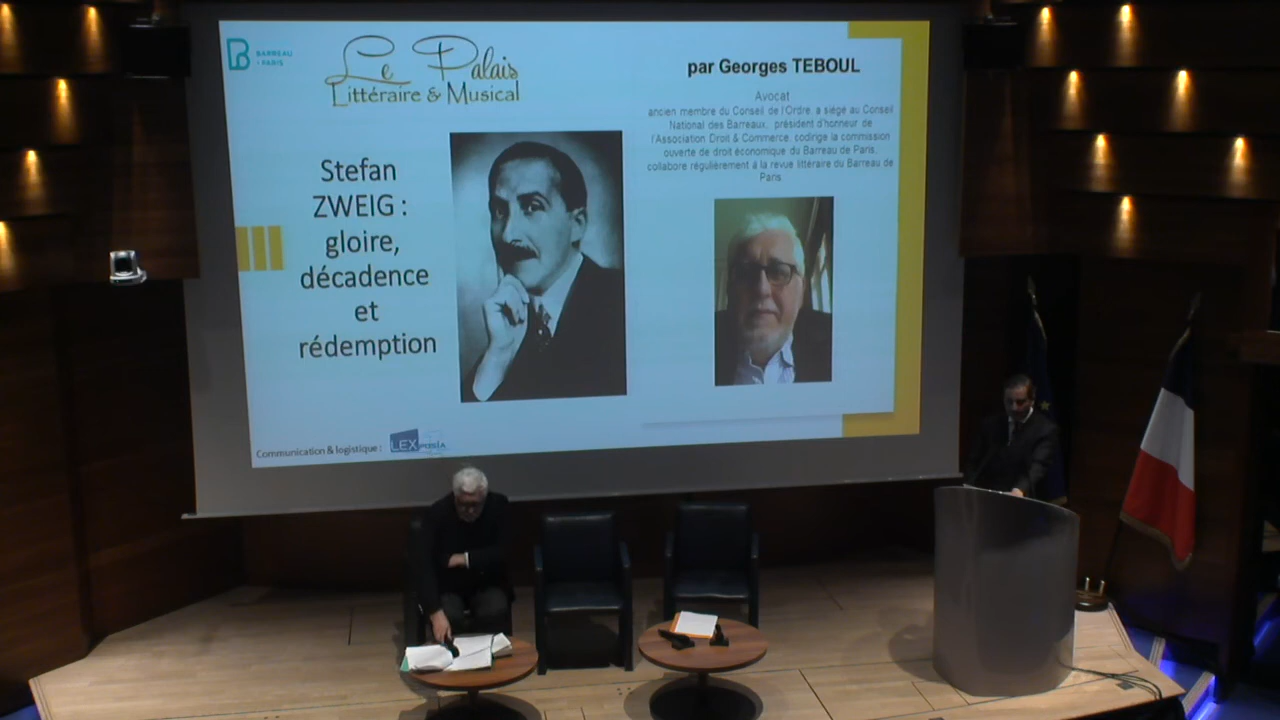 BARREAU
• PARIS
Le Palais
Littéraire & Musical
Stefan
ZWEIG :
gloire,
décadence
et
rédemption
par Georges TEBOUL
Avocat
ancien membre du Conseil de l'Ordre, a siégé au Conseil
National des Barreaux, président d'honneur de
l'Association Droit & Commerce, codirige la commission
ouverte de droit économique du Barreau de Paris,
collabore régulièrement à la revue littéraire du Barreau de
Paris
Communication & logistique :
LEXposia